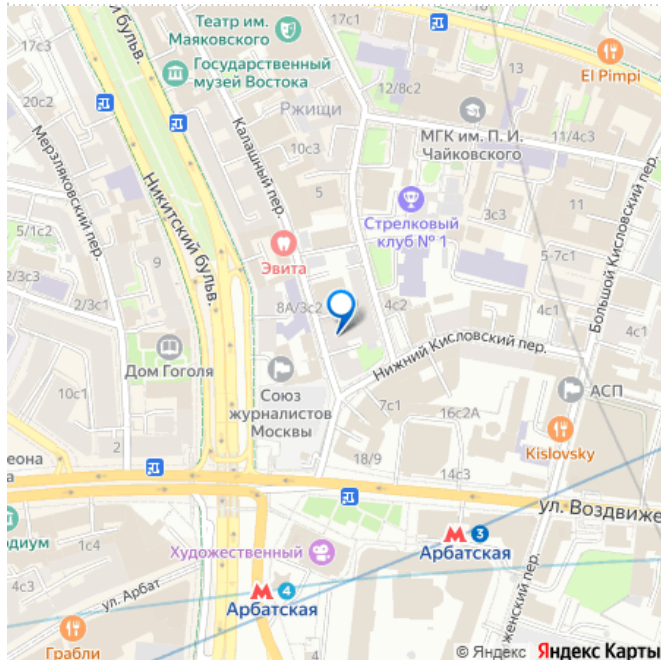 17с1
Театр им.
Маяковского
Никитский бульв.
Государственный
музей Востока
17с2
13
El Pimpi
20с2
Ржищи
12/8с2
11
МГК им. П. И.
Чайковского
11/4с3
10с3
Мерзляковский пер.
Калашный пер.
5
Стрелковый
клуб № 1
3с3
Большой Кисловский пер.
5/1с2
Никитский бульв.
Эвита
5-7с1
2/3с3
9
2/3с1
8А/3с2
4с2
4с1
4с1
Дом Гоголя
Нижний Кисловский пер.
10с1
Союз
журналистов
Москвы
7с1
16с2А
АСП
Kislovsky
2
18/9
14с3
ул. Воздвиже
1с4
Художественный
3
Арбатская
4с3
ул. Арбат
4
Арбатская
Грабли
© Яндекс Яндекс Карты